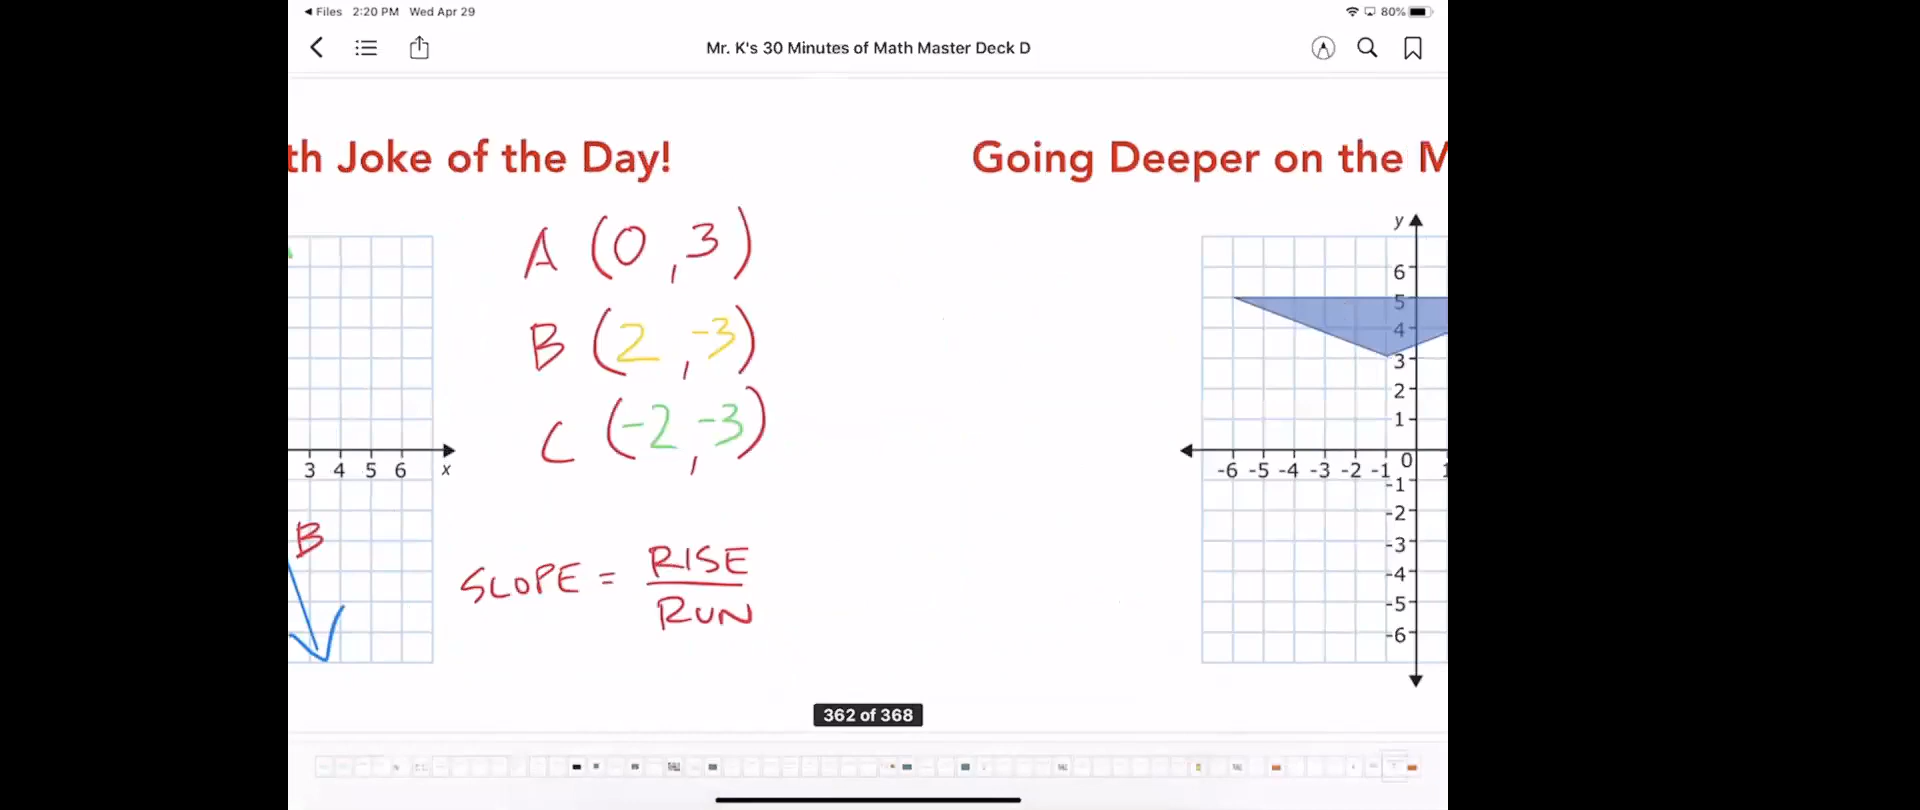 Files 2:20 PM Wed Apr 29
80%
Mr. K's 30 Minutes of Math Master Deck D
th Joke of the Day!
A (0, 3)
B (2, -3)
C (-2, -3)
3 4 5 6 x
B
SLOPE = RISE
RUN
Going Deeper on the M
y
6
5
4
3
2
1
-6 -5 -4 -3 -2 -1 0 1
-1
-2
-3
-4
-5
-6
362 of 368